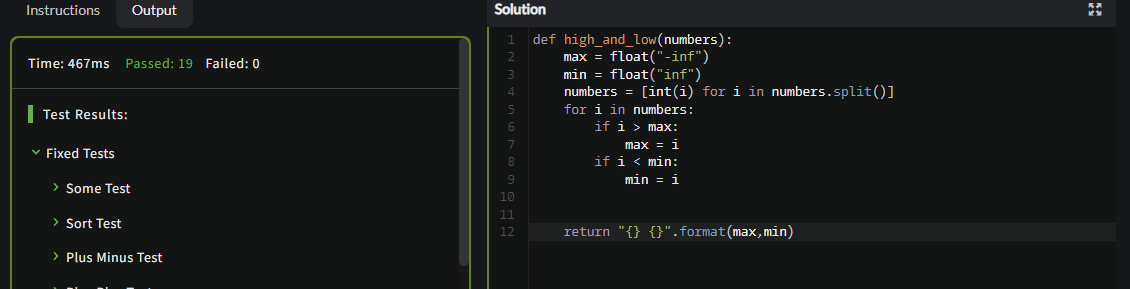 Instructions Output
Time: 467ms Passed: 19 Failed: 0
Test Results:
Fixed Tests
Some Test
Sort Test
Plus Minus Test
Solution
1 def high_and_low(numbers):
2     max = float("-inf")
3     min = float("inf")
4     numbers = [int(i) for i in numbers.split()]
5     for i in numbers:
6         if i > max:
7             max = i
8         if i < min:
9             min = i
10
11
12     return "{} {}".format(max,min)